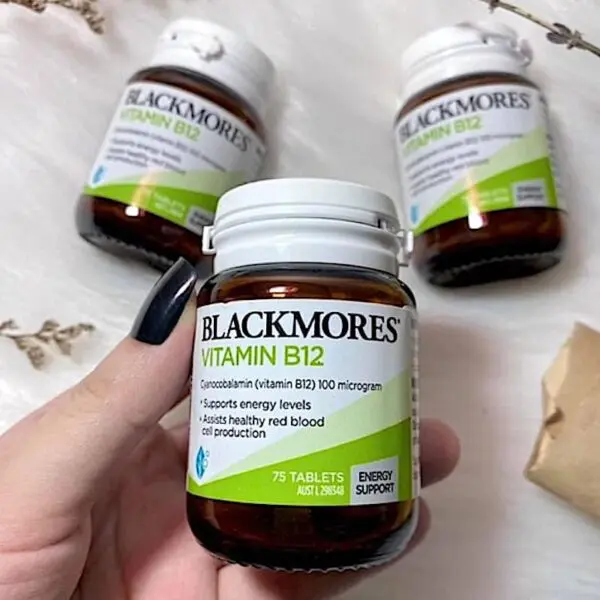 BLACKMORES
VITAMIN B12
BLACKMORES
VITAMIN B12
BLACKMORES®
VITAMIN B12
Cyanocobalamin (vitamin B12) 100 microgram
• Supports energy levels
• Assists healthy red blood
cell production
75 TABLETS
AUST L 298348
ENERGY
SUPPORT